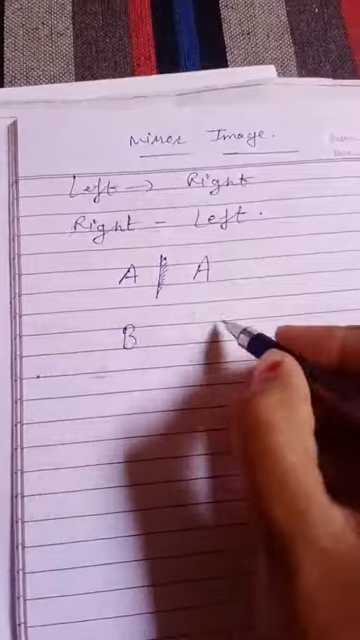 Mirror Image.
Left → Right
Right - Left.
A | A
B